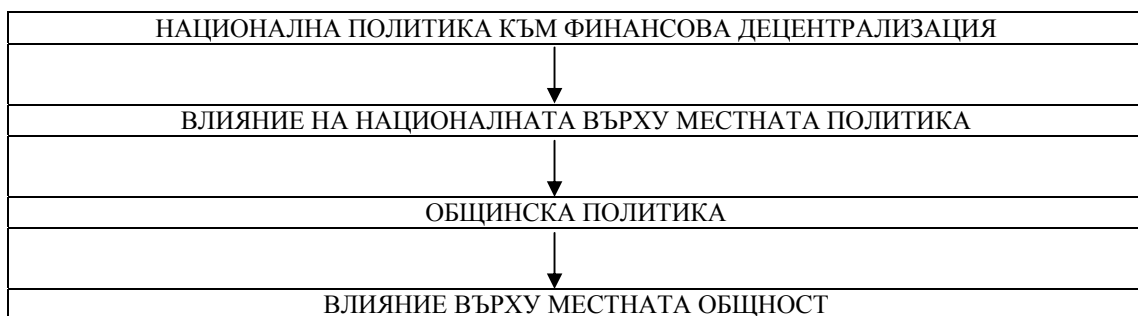 НАЦИОНАЛНА ПОЛИТИКА КЪМ ФИНАНСОВА ДЕЦЕНТРАЛИЗАЦИЯ
ВЛИЯНИЕ НА НАЦИОНАЛНАТА ВЪРХУ МЕСТНАТА ПОЛИТИКА
ОБЩИНСКА ПОЛИТИКА
ВЛИЯНИЕ ВЪРХУ МЕСТНАТА ОБЩНОСТ